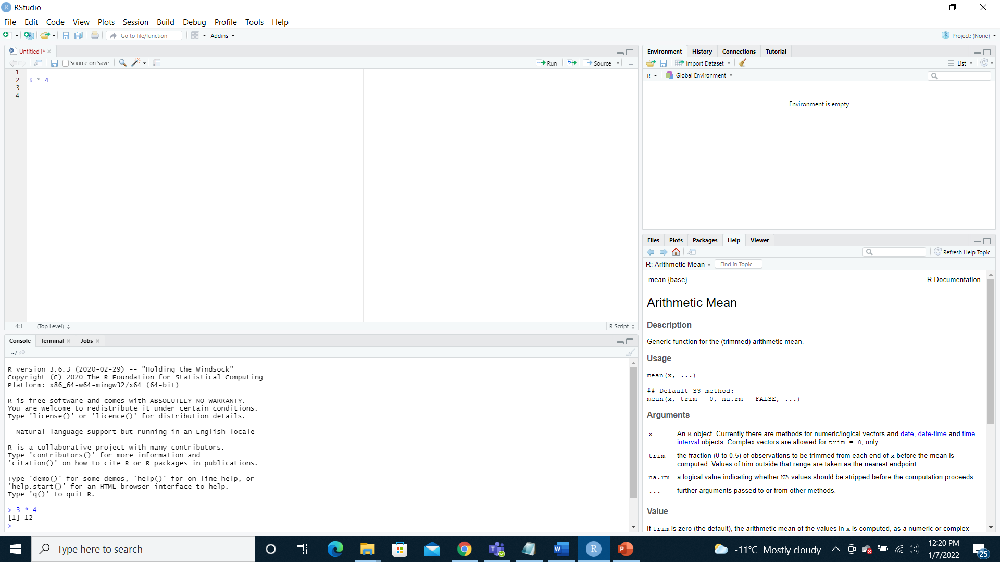 RStudio
File Edit Code View Plots Session Build Debug Profile Tools Help
Go to file/function Addins Project: (None)
Untitled1*
Source on Save Run Source
1
2 3 * 4
3
4
4:1 (Top Level) R Script
Console Terminal Jobs
~/
R version 3.6.3 (2020-02-29) -- "Holding the Windsock"
Copyright (C) 2020 The R Foundation for Statistical Computing
Platform: x86_64-w64-mingw32/x64 (64-bit)
R is free software and comes with ABSOLUTELY NO WARRANTY.
You are welcome to redistribute it under certain conditions.
Type 'license()' or 'licence()' for distribution details.
Natural language support but running in an English locale
R is a collaborative project with many contributors.
Type 'contributors()' for more information and
'citation()' on how to cite R or R packages in publications.
Type 'demo()' for some demos, 'help()' for on-line help, or
'help.start()' for an HTML browser interface to help.
Type 'q()' to quit R.
> 3 * 4
[1] 12
>
Environment History Connections Tutorial
Import Dataset List
R Global Environment
Environment is empty
Files Plots Packages Help Viewer
Refresh Help Topic
R: Arithmetic Mean Find in Topic
mean {base} R Documentation
Arithmetic Mean
Description
Generic function for the (trimmed) arithmetic mean.
Usage
mean(x, ...)
## Default S3 method:
mean(x, trim = 0, na.rm = FALSE, ...)
Arguments
x An R object. Currently there are methods for numeric/logical vectors and date, date-time and time
interval objects. Complex vectors are allowed for trim = 0, only.
trim the fraction (0 to 0.5) of observations to be trimmed from each end of x before the mean is
computed. Values of trim outside that range are taken as the nearest endpoint.
na.rm a logical value indicating whether NA values should be stripped before the computation proceeds.
... further arguments passed to or from other methods.
Value
If trim is zero (the default), the arithmetic mean of the values in x is computed, as a numeric or complex
Type here to search
-11°C Mostly cloudy
12:20 PM
1/7/2022
25